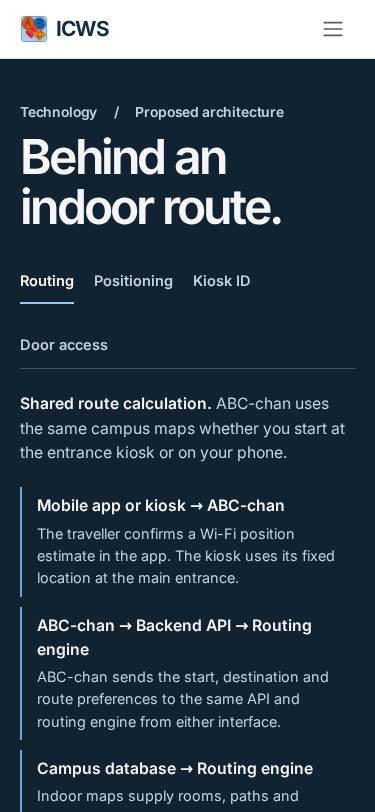 ICWS
Technology / Proposed architecture
Behind an
indoor route.
Routing Positioning Kiosk ID
Door access
Shared route calculation. ABC-chan uses
the same campus maps whether you start at
the entrance kiosk or on your phone.
Mobile app or kiosk → ABC-chan
The traveller confirms a Wi-Fi position
estimate in the app. The kiosk uses its fixed
location at the main entrance.
ABC-chan → Backend API → Routing
engine
ABC-chan sends the start, destination and
route preferences to the same API and
routing engine from either interface.
Campus database → Routing engine
Indoor maps supply rooms, paths and